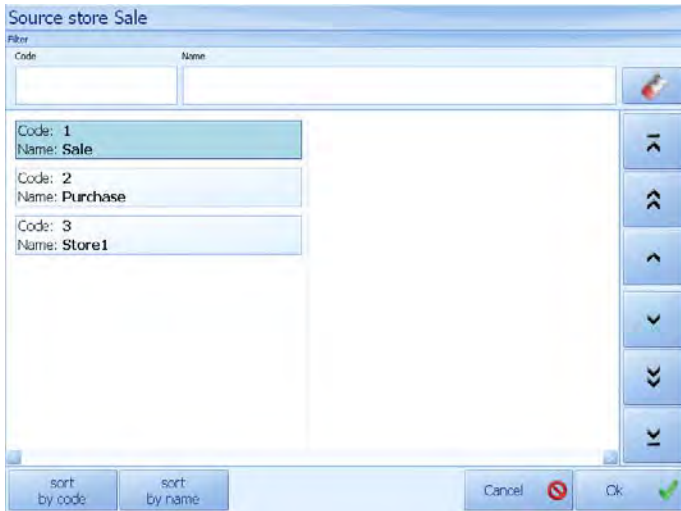 Source store Sale
Filter
Code Name
Code: 1
Name: Sale
Code: 2
Name: Purchase
Code: 3
Name: Store1
sort
by code
sort
by name
Cancel
Ok